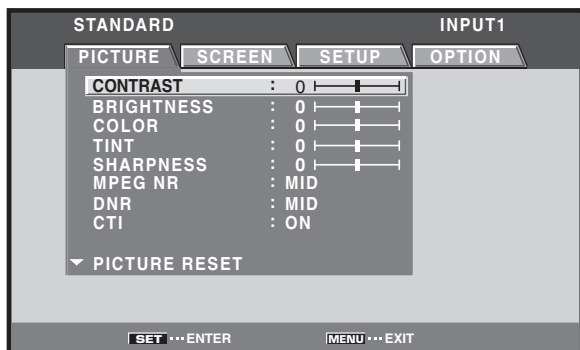 STANDARD INPUT1
PICTURE SCREEN SETUP OPTION
CONTRAST : 0
BRIGHTNESS : 0
COLOR : 0
TINT : 0
SHARPNESS : 0
MPEG NR : MID
DNR : MID
CTI : ON
PICTURE RESET
SET ··· ENTER MENU ··· EXIT